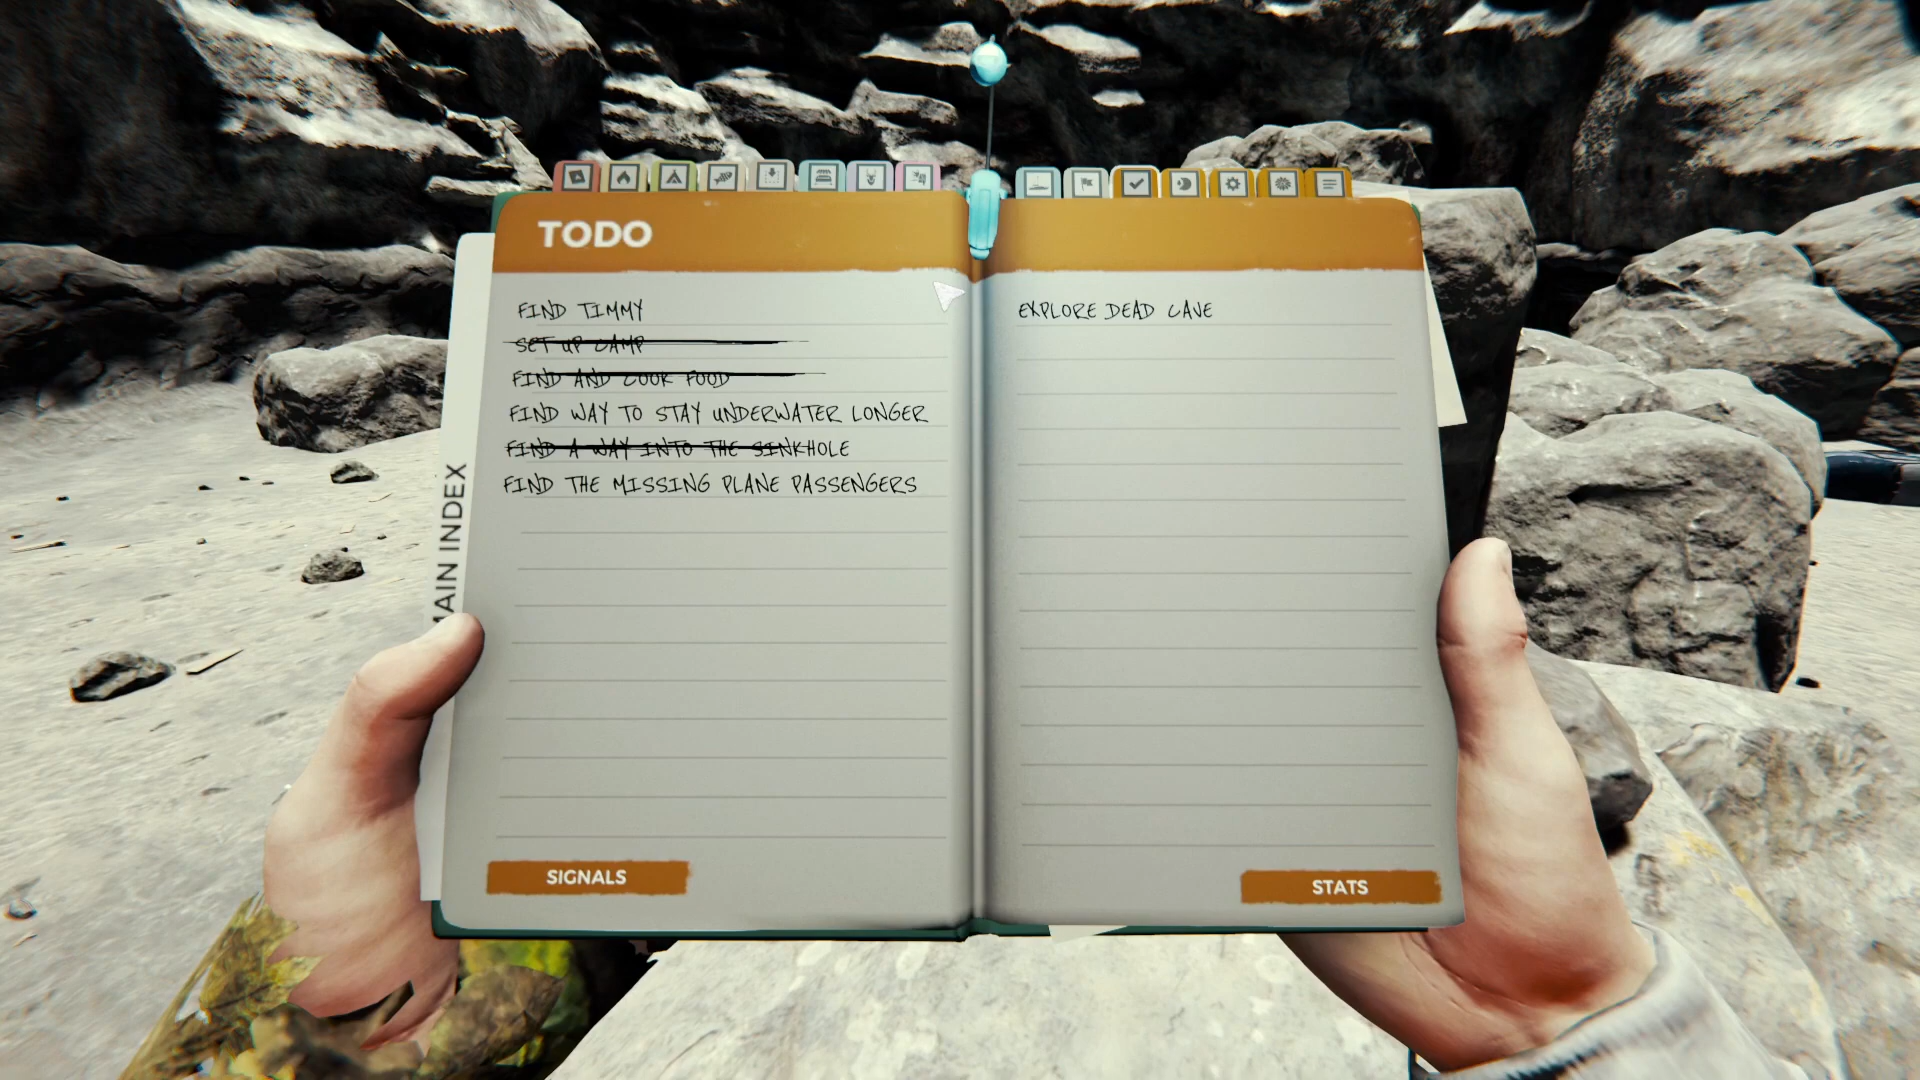 TODO
FIND TIMMY
SET UP CAMP
FIND AND COOK FOOD
FIND WAY TO STAY UNDERWATER LONGER
FIND A WAY INTO THE SINKHOLE
FIND THE MISSING PLANE PASSENGERS
EXPLORE DEAD CAVE
MAIN INDEX
SIGNALS
STATS